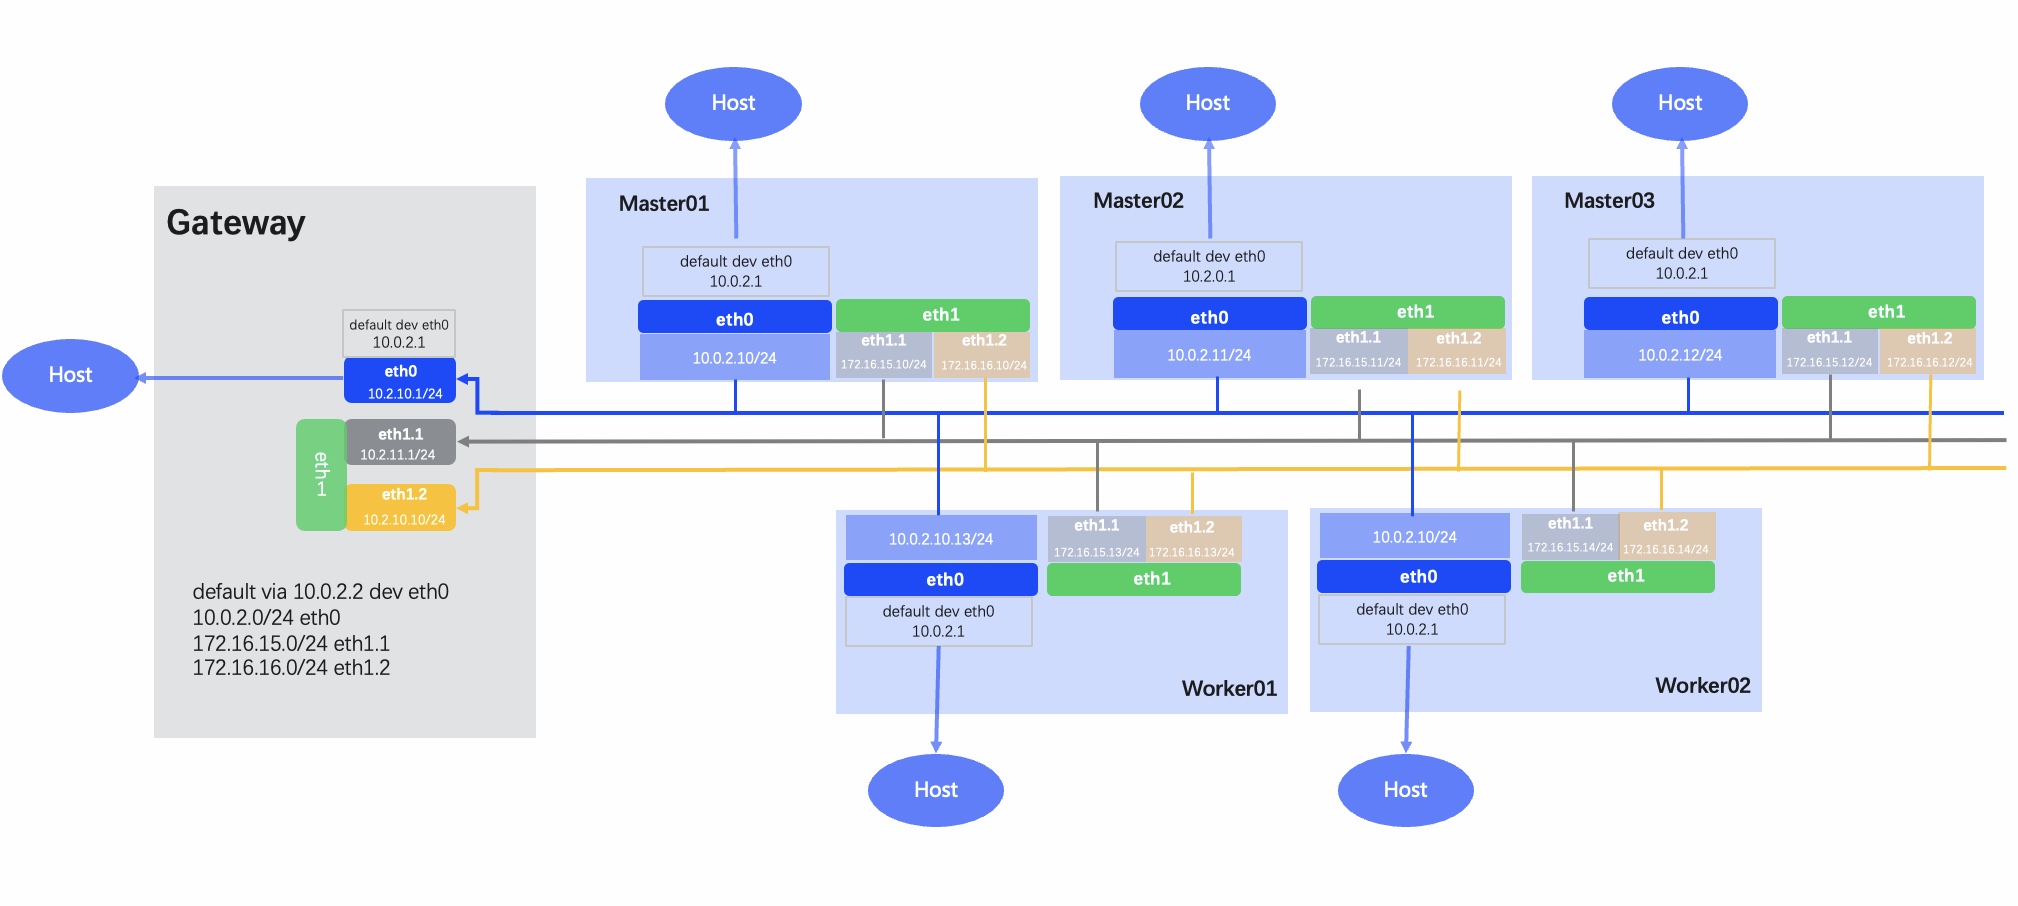 Host
Host
Host
Master01
default dev eth0
10.0.2.1
eth0
10.0.2.10/24
eth1
eth1.1
172.16.15.10/24
eth1.2
172.16.16.10/24
Master02
default dev eth0
10.2.0.1
eth0
10.0.2.11/24
eth1
eth1.1
172.16.15.11/24
eth1.2
172.16.16.11/24
Master03
default dev eth0
10.0.2.1
eth0
10.0.2.12/24
eth1
eth1.1
172.16.15.12/24
eth1.2
172.16.16.12/24
Gateway
default dev eth0
10.0.2.1
Host
eth0
10.2.10.1/24
eth1
eth1.1
10.2.11.1/24
eth1.2
10.2.10.10/24
default via 10.0.2.2 dev eth0
10.0.2.0/24 eth0
172.16.15.0/24 eth1.1
172.16.16.0/24 eth1.2
10.0.2.10.13/24
eth0
default dev eth0
10.0.2.1
eth1.1
172.16.15.13/24
eth1.2
172.16.16.13/24
eth1
Worker01
10.0.2.10/24
eth0
default dev eth0
10.0.2.1
eth1.1
172.16.15.14/24
eth1.2
172.16.16.14/24
eth1
Worker02
Host
Host